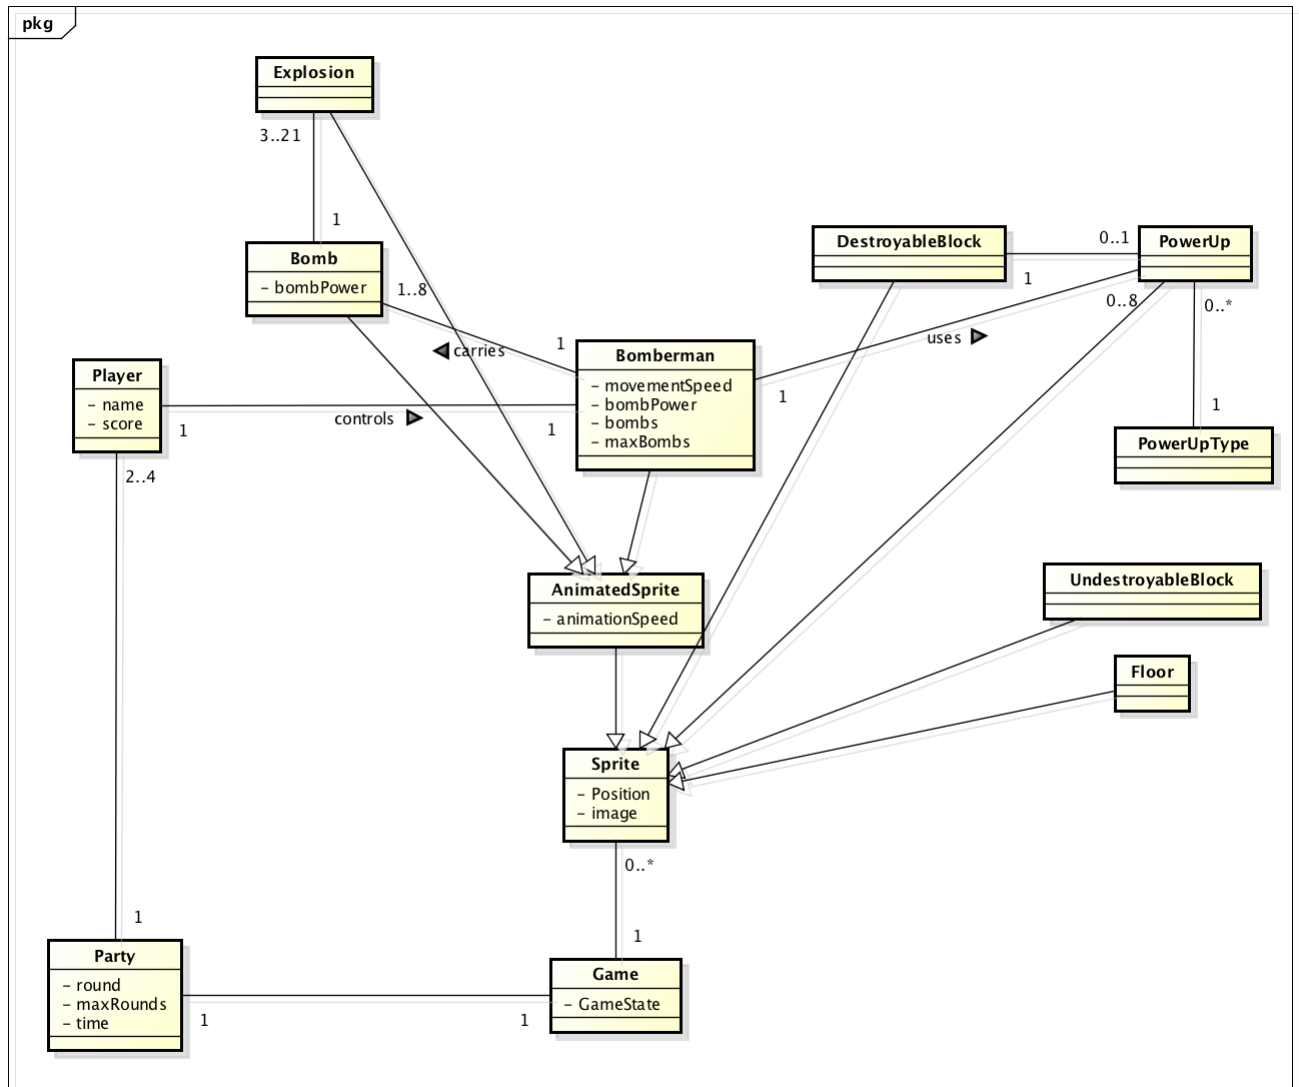 pkg
Explosion
3..21
1
Bomb
– bombPower
1..8
1
carries
DestroyableBlock
0..1
1
PowerUp
0..8
0..*
uses
1
1
PowerUpType
Player
– name
– score
1
controls
1
2..4
Bomberman
– movementSpeed
– bombPower
– bombs
– maxBombs
AnimatedSprite
– animationSpeed
UndestroyableBlock
Floor
Sprite
– Position
– image
0..*
1
1
Party
– round
– maxRounds
– time
1
1
Game
– GameState